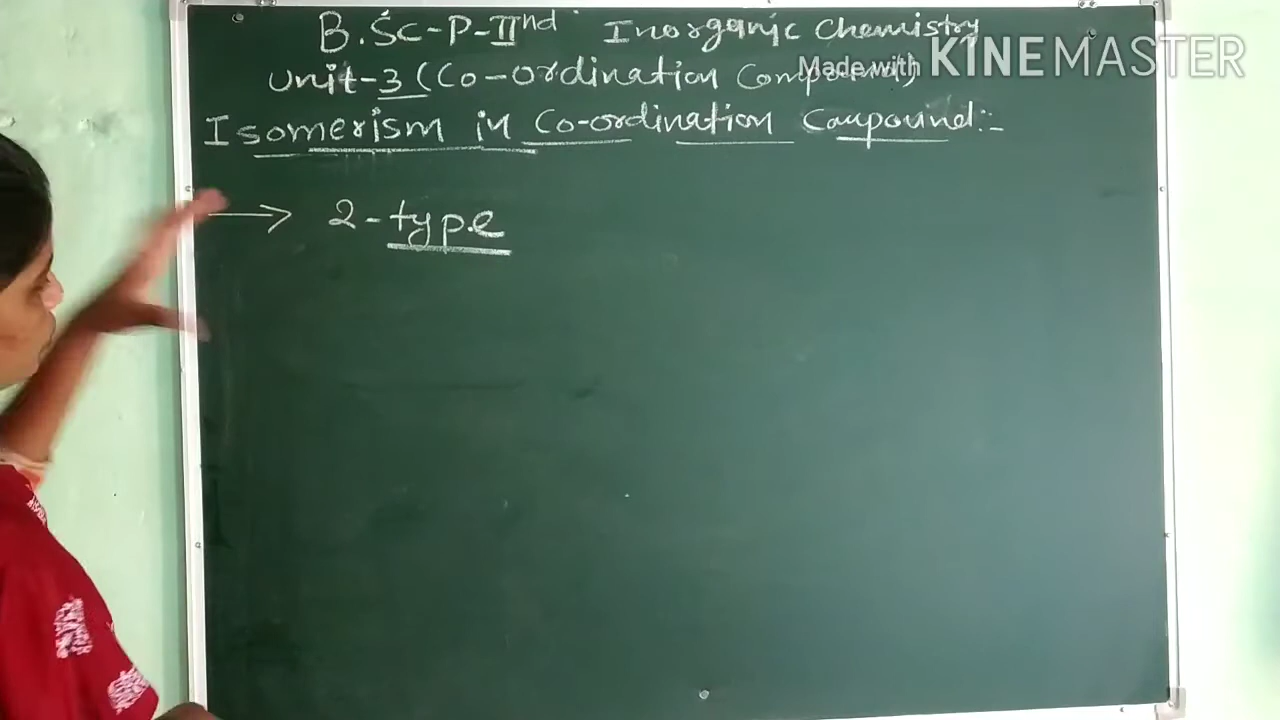 B.Sc-P-IInd Inorganic Chemistry
Unit-3 (Co-ordination Compound)
Made with KINEMASTER
Isomerism in Co-ordination Compound:-
→ 2-type